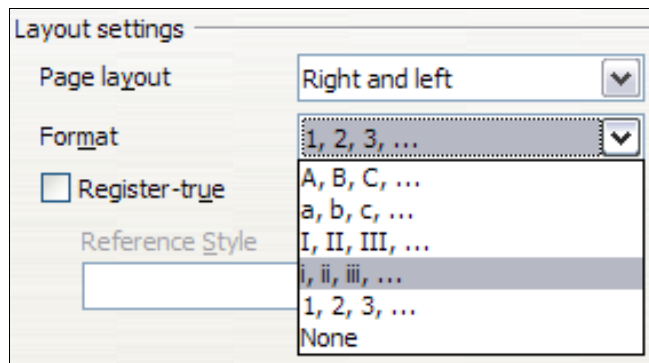 Layout settings
Page layout Right and left
Format 1, 2, 3, ...
Register-true A, B, C, ...
a, b, c, ...
Reference Style I, II, III, ...
i, ii, iii, ...
1, 2, 3, ...
None